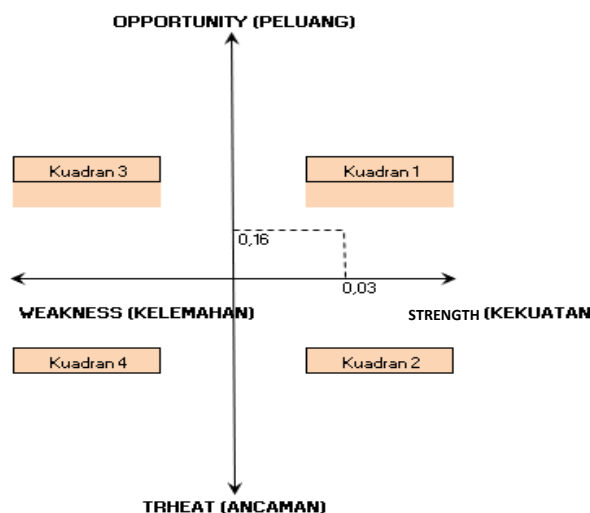 OPPORTUNITY (PELUANG)
Kuadran 3
Kuadran 1
0,16
0,03
WEAKNESS (KELEMAHAN)
STRENGTH (KEKUATAN
Kuadran 4
Kuadran 2
TRHEAT (ANCAMAN)